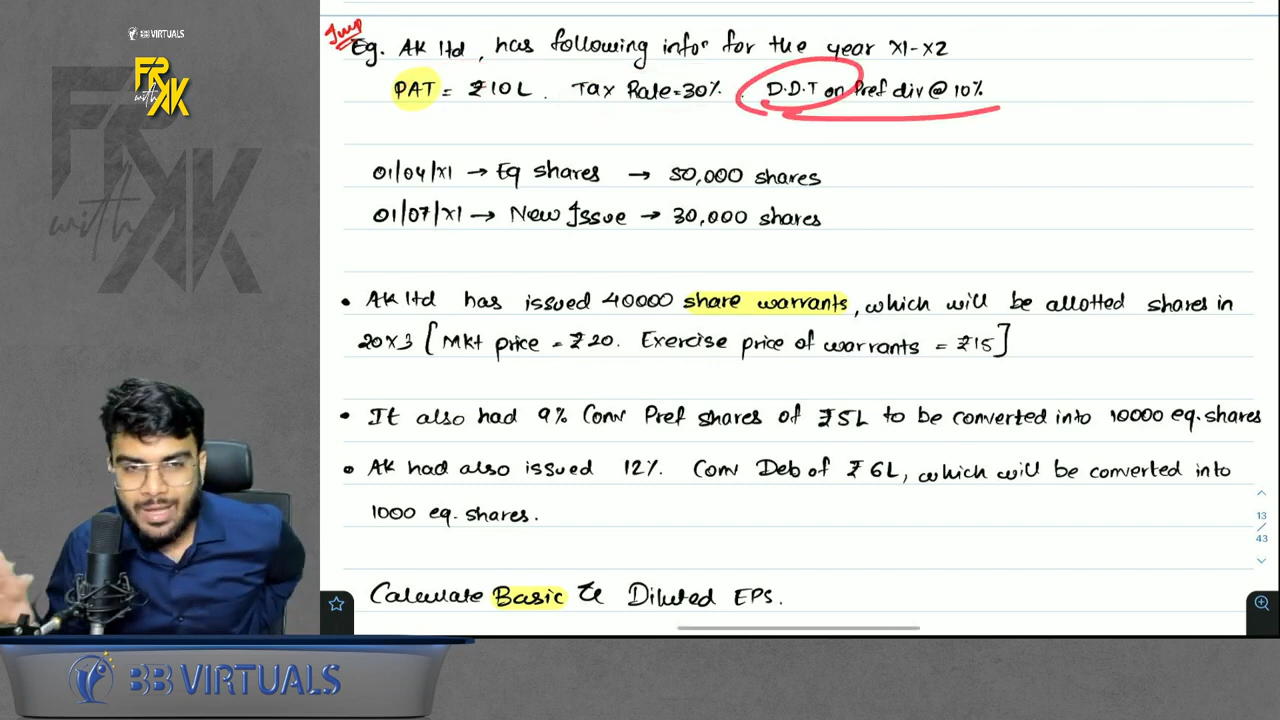 BB VIRTUALS
FR
with
AK
FR
with
AK
Imp
Eg. AK ltd, has following infoⁿ for the year X1-X2
PAT = ₹10L. Tax Rate=30%. D.D.T on Pref div @ 10%
01/04/X1 → Eq shares → 50,000 shares
01/07/X1 → New Issue → 30,000 shares
• AK ltd has issued 40000 share warrants, which will be allotted shares in
20X3 [Mkt price = ₹20. Exercise price of warrants = ₹15]
• It also had 9% Conv Pref shares of ₹5L to be converted into 10000 eq. shares
• AK had also issued 12% Conv Deb of ₹6L, which will be converted into
1000 eq. shares.
13
/
43
Calculate Basic & Diluted EPS.
BB VIRTUALS